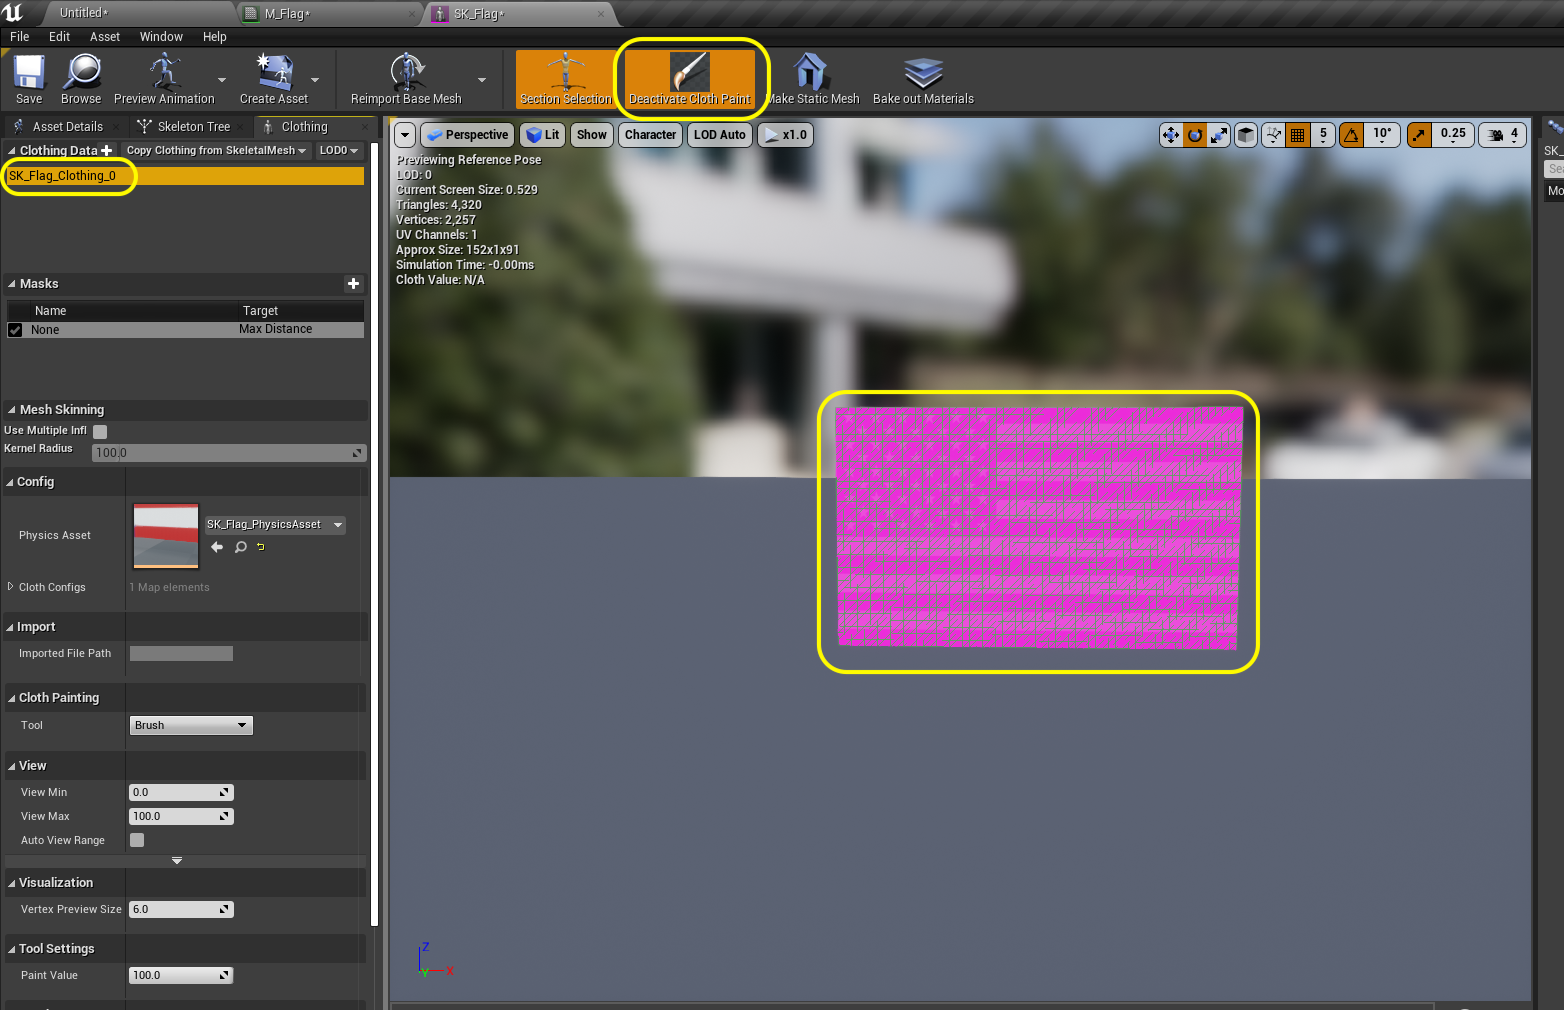 Untitled*
M_Flag*
SK_Flag*
File Edit Asset Window Help
Save Browse Preview Animation Create Asset Reimport Base Mesh Section Selection Deactivate Cloth Paint Make Static Mesh Bake out Materials
Asset Details Skeleton Tree Clothing
Clothing Data Copy Clothing from SkeletalMesh LOD0
SK_Flag_Clothing_0
Masks
Name Target
None Max Distance
Mesh Skinning
Use Multiple Infl
Kernel Radius 100.0
Config
Physics Asset SK_Flag_PhysicsAsset
Cloth Configs 1 Map elements
Import
Imported File Path
Cloth Painting
Tool Brush
View
View Min 0.0
View Max 100.0
Auto View Range
Visualization
Vertex Preview Size 6.0
Tool Settings
Paint Value 100.0
Perspective Lit Show Character LOD Auto x1.0 5 10° 0.25 4
Previewing Reference Pose
LOD: 0
Current Screen Size: 0.529
Triangles: 4,320
Vertices: 2,257
UV Channels: 1
Approx Size: 152x1x91
Simulation Time: -0.00ms
Cloth Value: N/A
Z
Y X
SK_
Sea
Mo